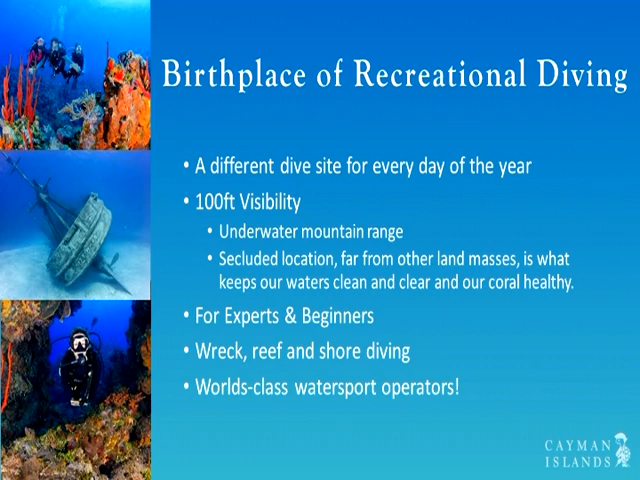 Birthplace of Recreational Diving
• A different dive site for every day of the year
• 100ft Visibility
• Underwater mountain range
• Secluded location, far from other land masses, is what
keeps our waters clean and clear and our coral healthy.
• For Experts & Beginners
• Wreck, reef and shore diving
• Worlds-class watersport operators!
CAYMAN
ISLANDS